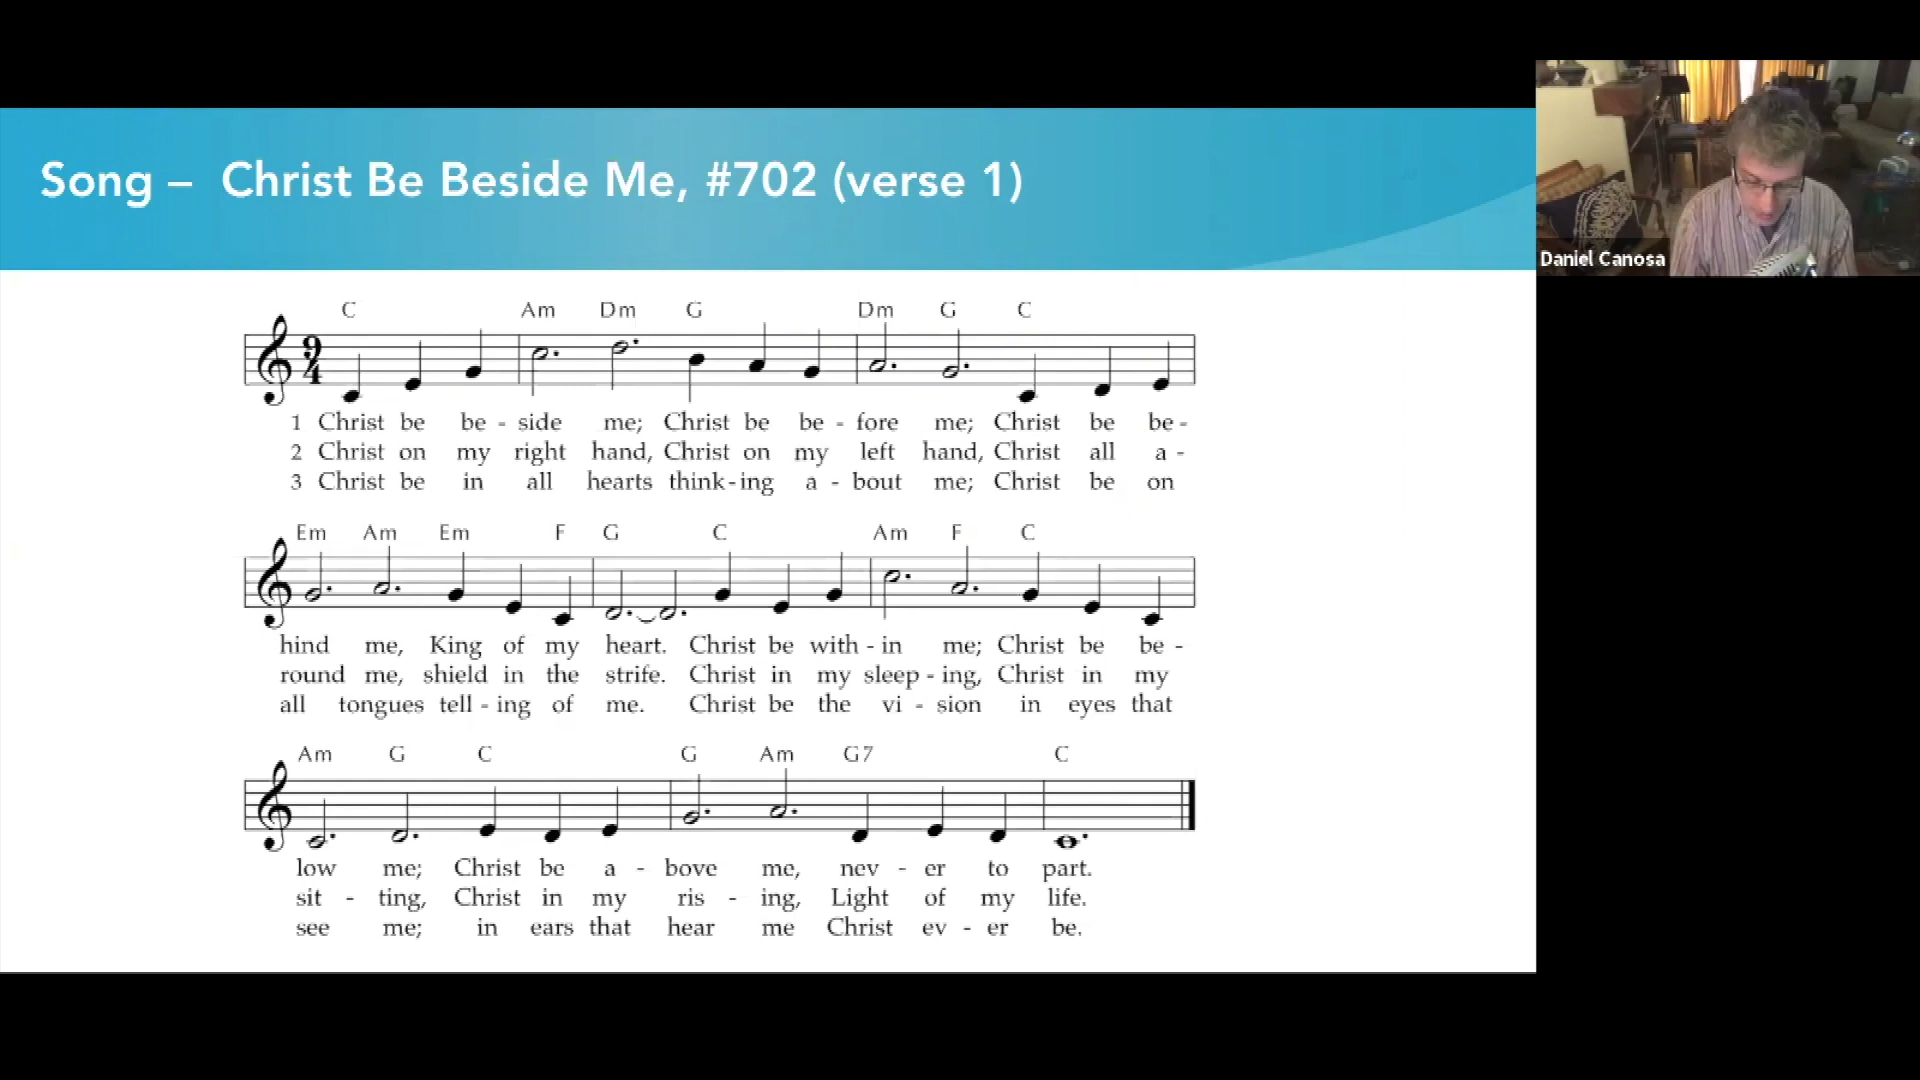 Song – Christ Be Beside Me, #702 (verse 1)
Daniel Canosa
C Am Dm G Dm G C
9
4
1 Christ be be - side me; Christ be be - fore me; Christ be be -
2 Christ on my right hand, Christ on my left hand, Christ all a -
3 Christ be in all hearts think - ing a - bout me; Christ be on
Em Am Em F G C Am F C
hind me, King of my heart. Christ be with - in me; Christ be be -
round me, shield in the strife. Christ in my sleep - ing, Christ in my
all tongues tell - ing of me. Christ be the vi - sion in eyes that
Am G C G Am G7 C
low me; Christ be a - bove me, nev - er to part.
sit - ting, Christ in my ris - ing, Light of my life.
see me; in ears that hear me Christ ev - er be.